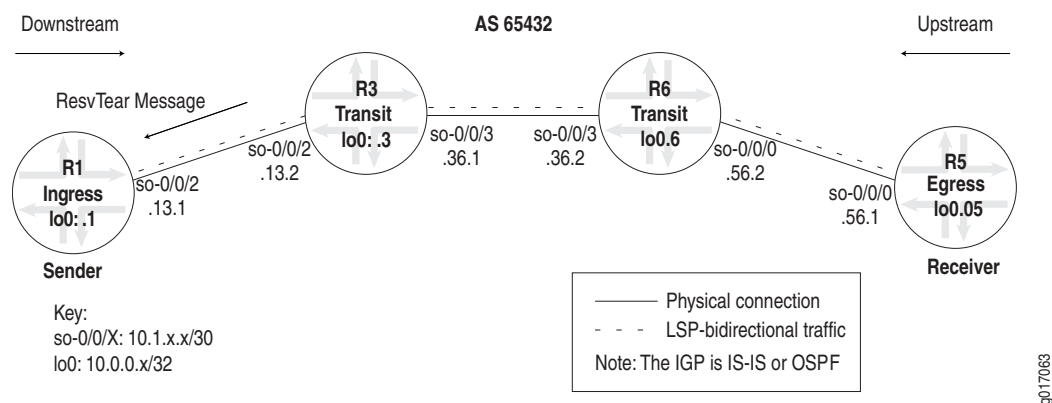 Downstream
AS 65432
Upstream
ResvTear Message
R1
Ingress
lo0: .1
Sender
so-0/0/2
.13.1
R3
Transit
lo0: .3
so-0/0/2
.13.2
so-0/0/3
.36.1
R6
Transit
lo0.6
so-0/0/3
.36.2
so-0/0/0
.56.2
R5
Egress
lo0.05
so-0/0/0
.56.1
Receiver
Key:
so-0/0/X: 10.1.x.x/30
lo0: 10.0.0.x/32
Physical connection
LSP-bidirectional traffic
Note: The IGP is IS-IS or OSPF
g017063